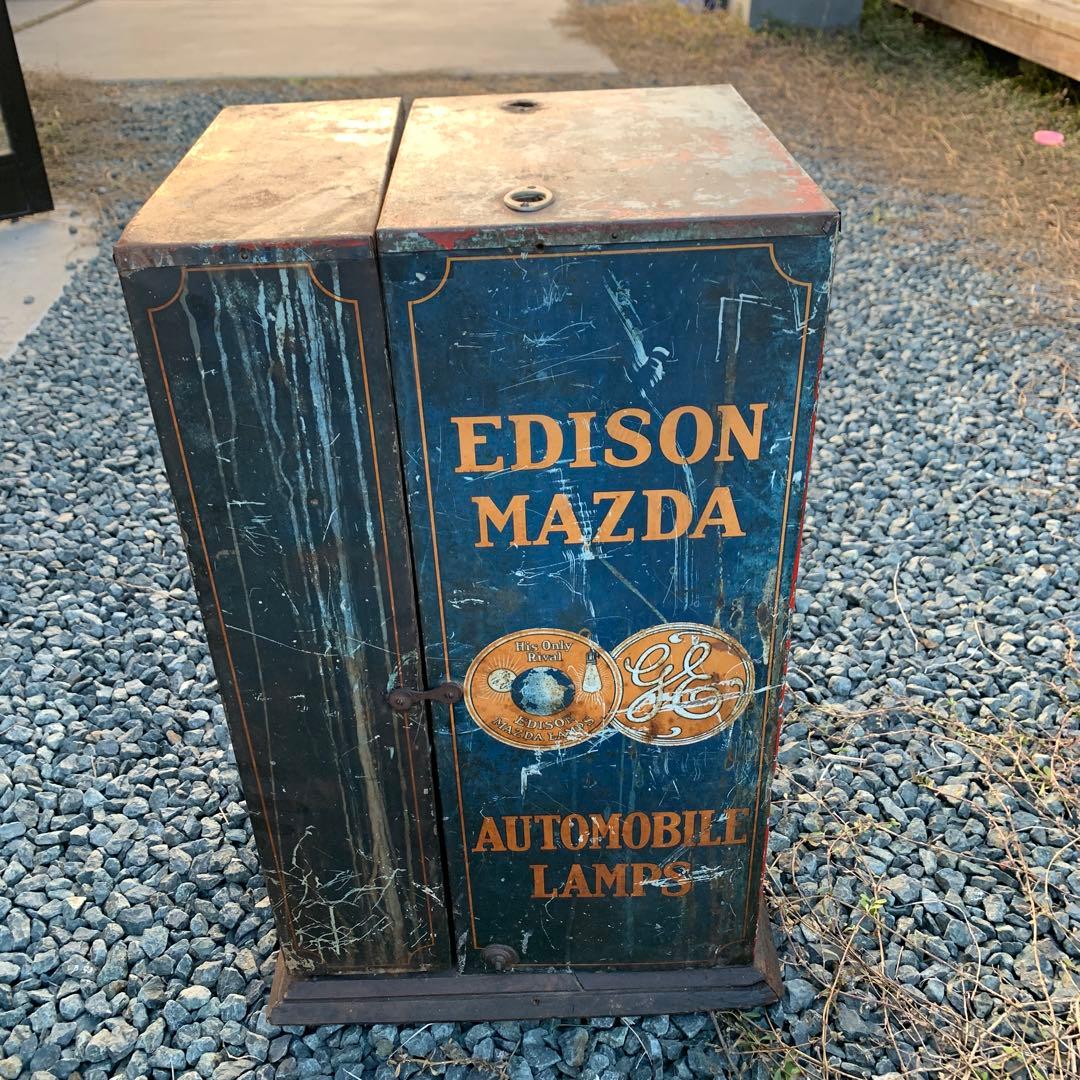 EDISON
MAZDA
His Only
Rival
EDISON
MAZDA LAMPS
GE
AUTOMOBILE
LAMPS